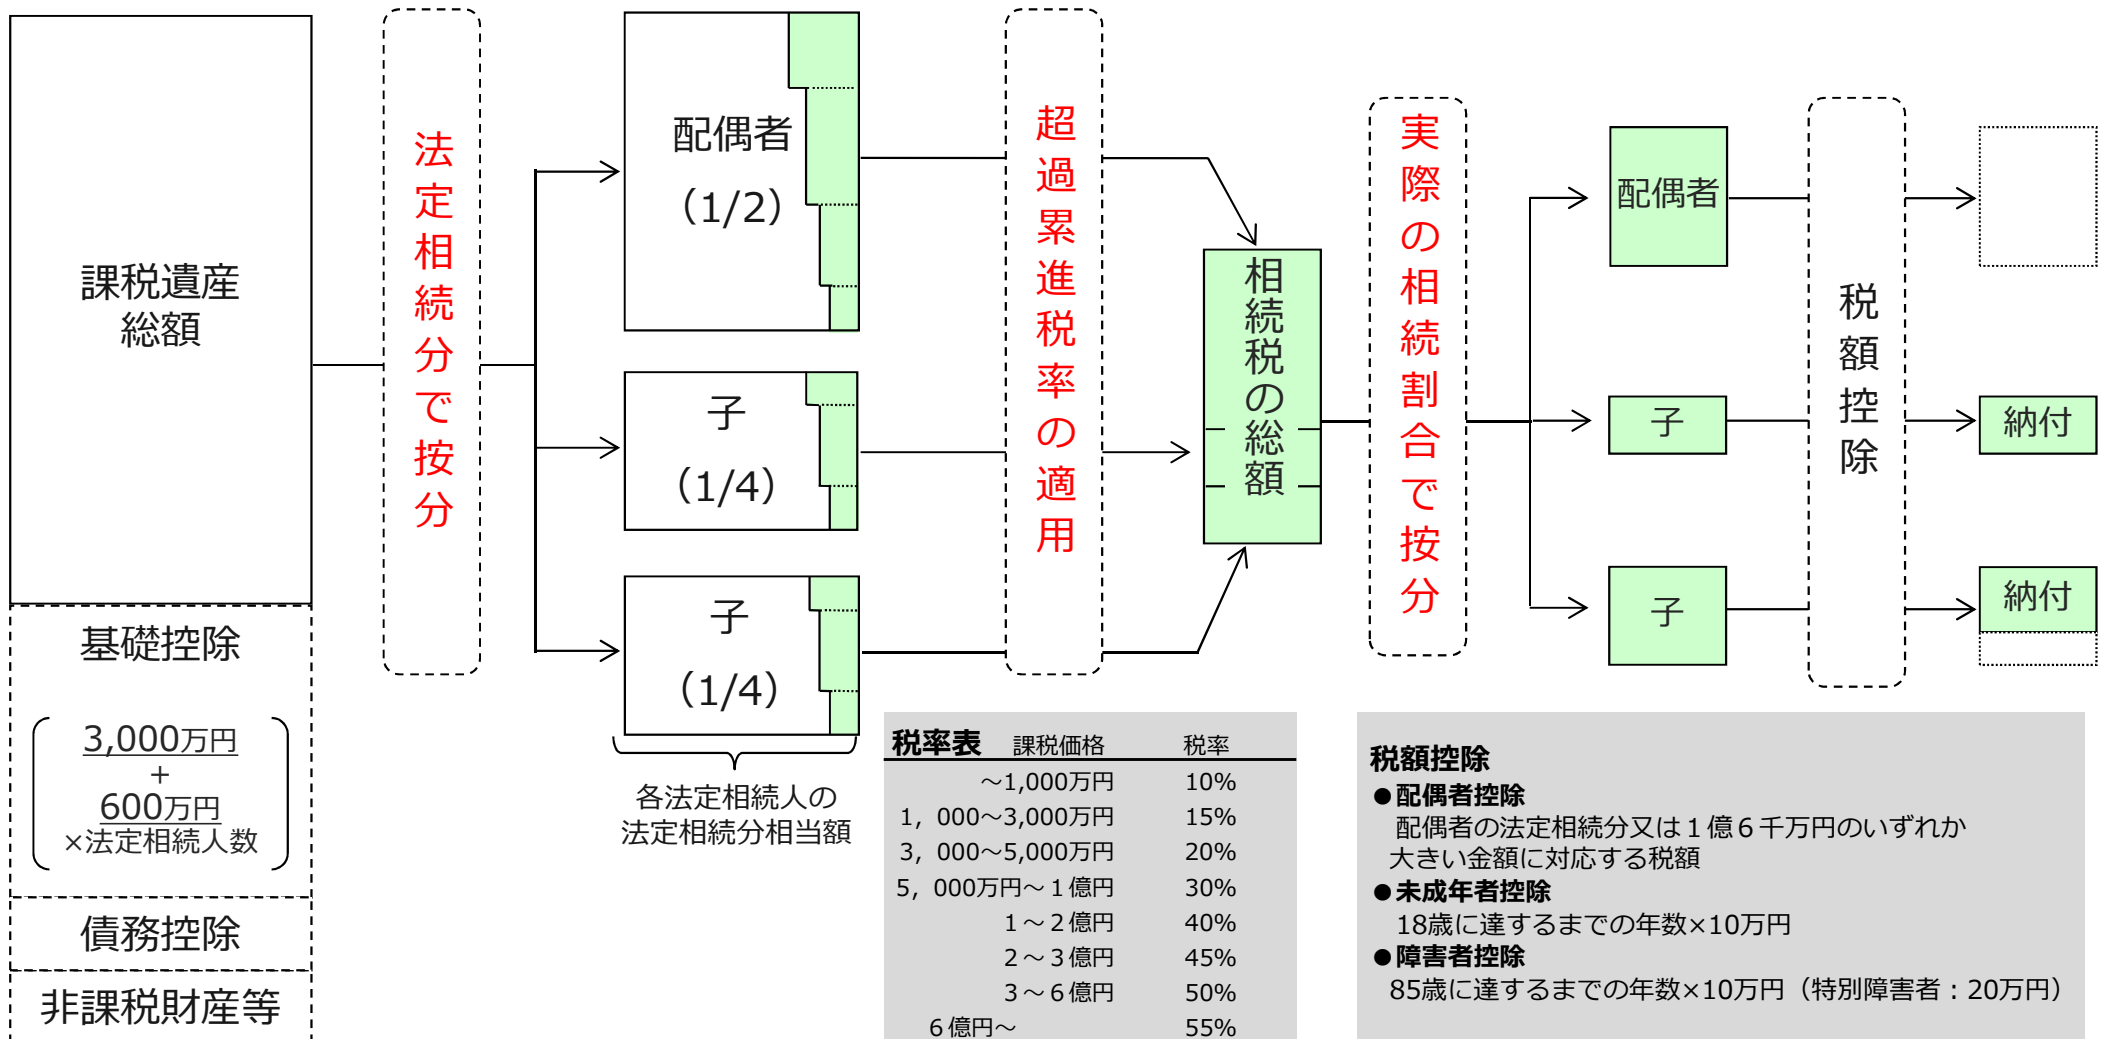 課税遺産
総額
基礎控除
3,000万円
+
600万円
×法定相続人数
債務控除
非課税財産等
法定相続分で按分
配偶者
（1/2）
子
（1/4）
子
（1/4）
各法定相続人の
法定相続分相当額
超過累進税率の適用
相続税の総額
実際の相続割合で按分
配偶者
子
子
税額控除
納付
納付
税率表 課税価格 税率
～1,000万円 10%
1，000～3,000万円 15%
3，000～5,000万円 20%
5，000万円～１億円 30%
１～２億円 40%
２～３億円 45%
３～６億円 50%
６億円～ 55%
税額控除
●配偶者控除
配偶者の法定相続分又は１億６千万円のいずれか
大きい金額に対応する税額
●未成年者控除
18歳に達するまでの年数×10万円
●障害者控除
85歳に達するまでの年数×10万円（特別障害者：20万円）